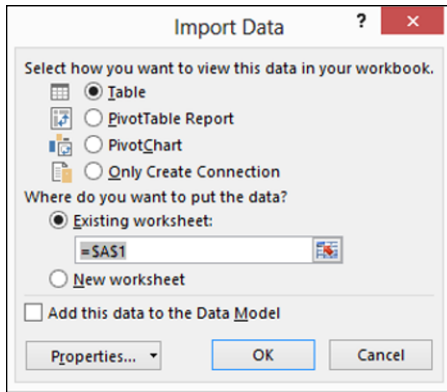 Import Data
?
Select how you want to view this data in your workbook.
Table
PivotTable Report
PivotChart
Only Create Connection
Where do you want to put the data?
Existing worksheet:
=$A$1
New worksheet
Add this data to the Data Model
Properties...
OK
Cancel